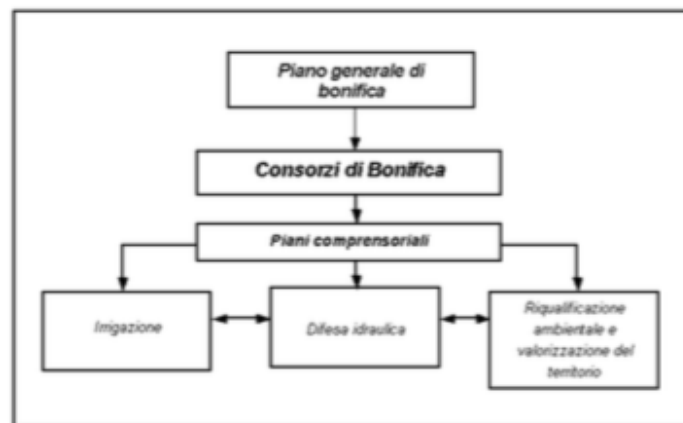 Piano generale di
bonifica
Consorzi di Bonifica
Piani comprensoriali
Irrigazione
Difesa idraulica
Riqualificazione
ambientale e
valorizzazione del
territorio